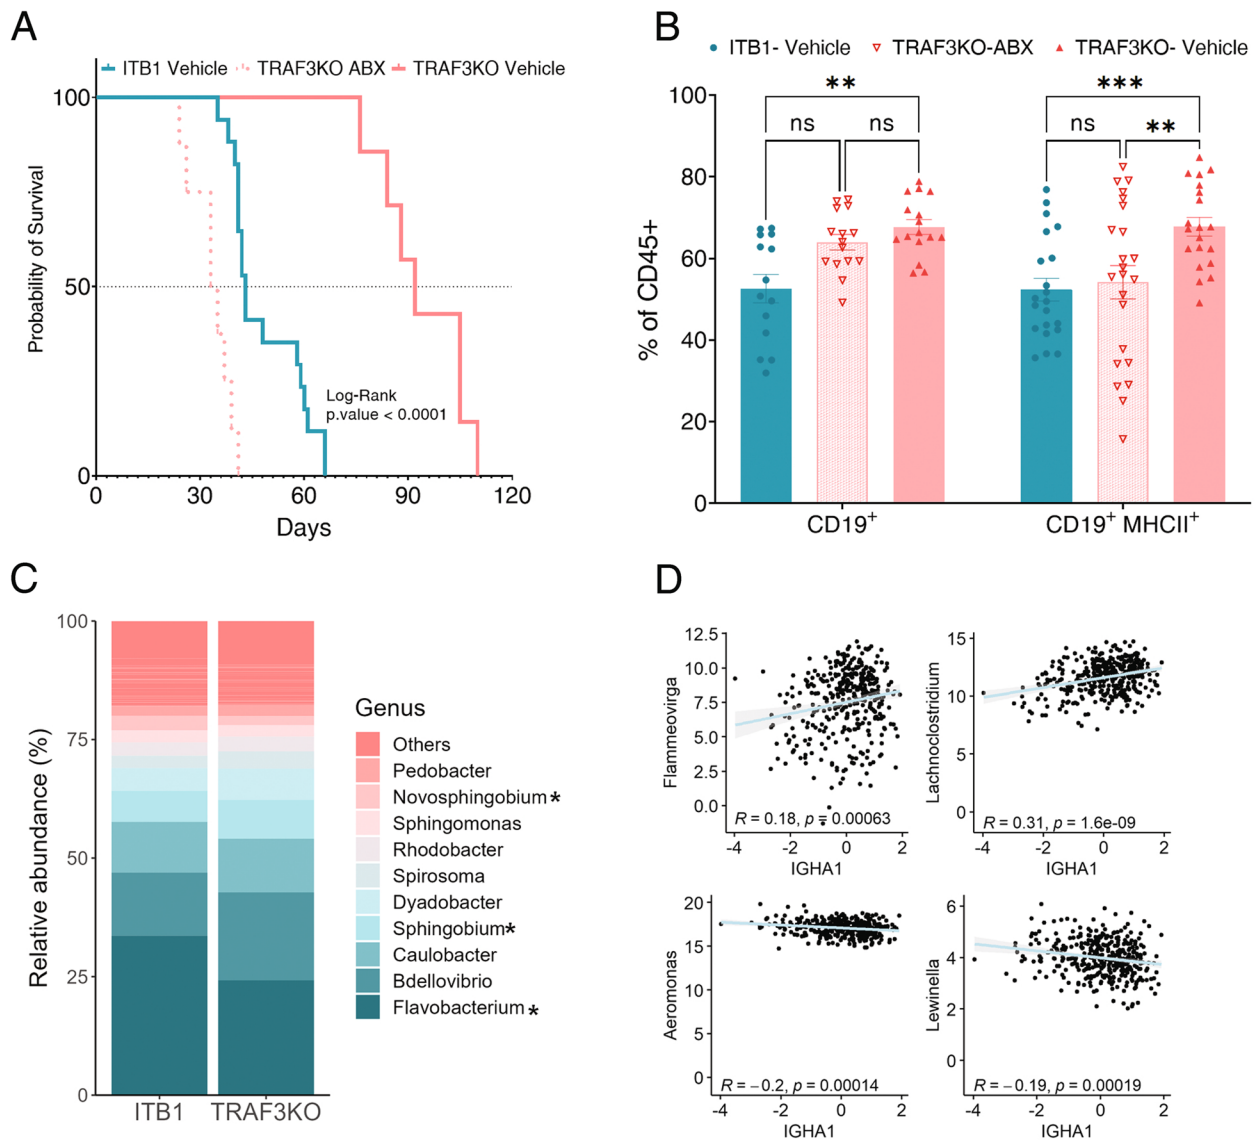 A
ITB1 Vehicle TRAF3KO ABX TRAF3KO Vehicle
Probability of Survival
100
50
0
Log-Rank
p.value < 0.0001
0 30 60 90 120
Days
B
ITB1- Vehicle TRAF3KO-ABX TRAF3KO- Vehicle
% of CD45+
** ***
ns ns ns **
100
80
60
40
20
0
CD19+ CD19+ MHCII+
C
Relative abundance (%)
100
75
50
25
0
ITB1 TRAF3KO
Genus
Others
Pedobacter
Novosphingobium*
Sphingomonas
Rhodobacter
Spirosoma
Dyadobacter
Sphingobium*
Caulobacter
Bdellovibrio
Flavobacterium*
D
Flammeovirga
12.5
10.0
7.5
5.0
2.5
0.0
R = 0.18, p = 0.00063
-4 -2 0 2
IGHA1
Lachnoclostridium
15
10
5
0
R = 0.31, p = 1.6e-09
-4 -2 0 2
IGHA1
Aeromonas
20
15
10
5
0
R = −0.2, p = 0.00014
-4 -2 0 2
IGHA1
Lewinella
6
4
2
0
R = −0.19, p = 0.00019
-4 -2 0 2
IGHA1